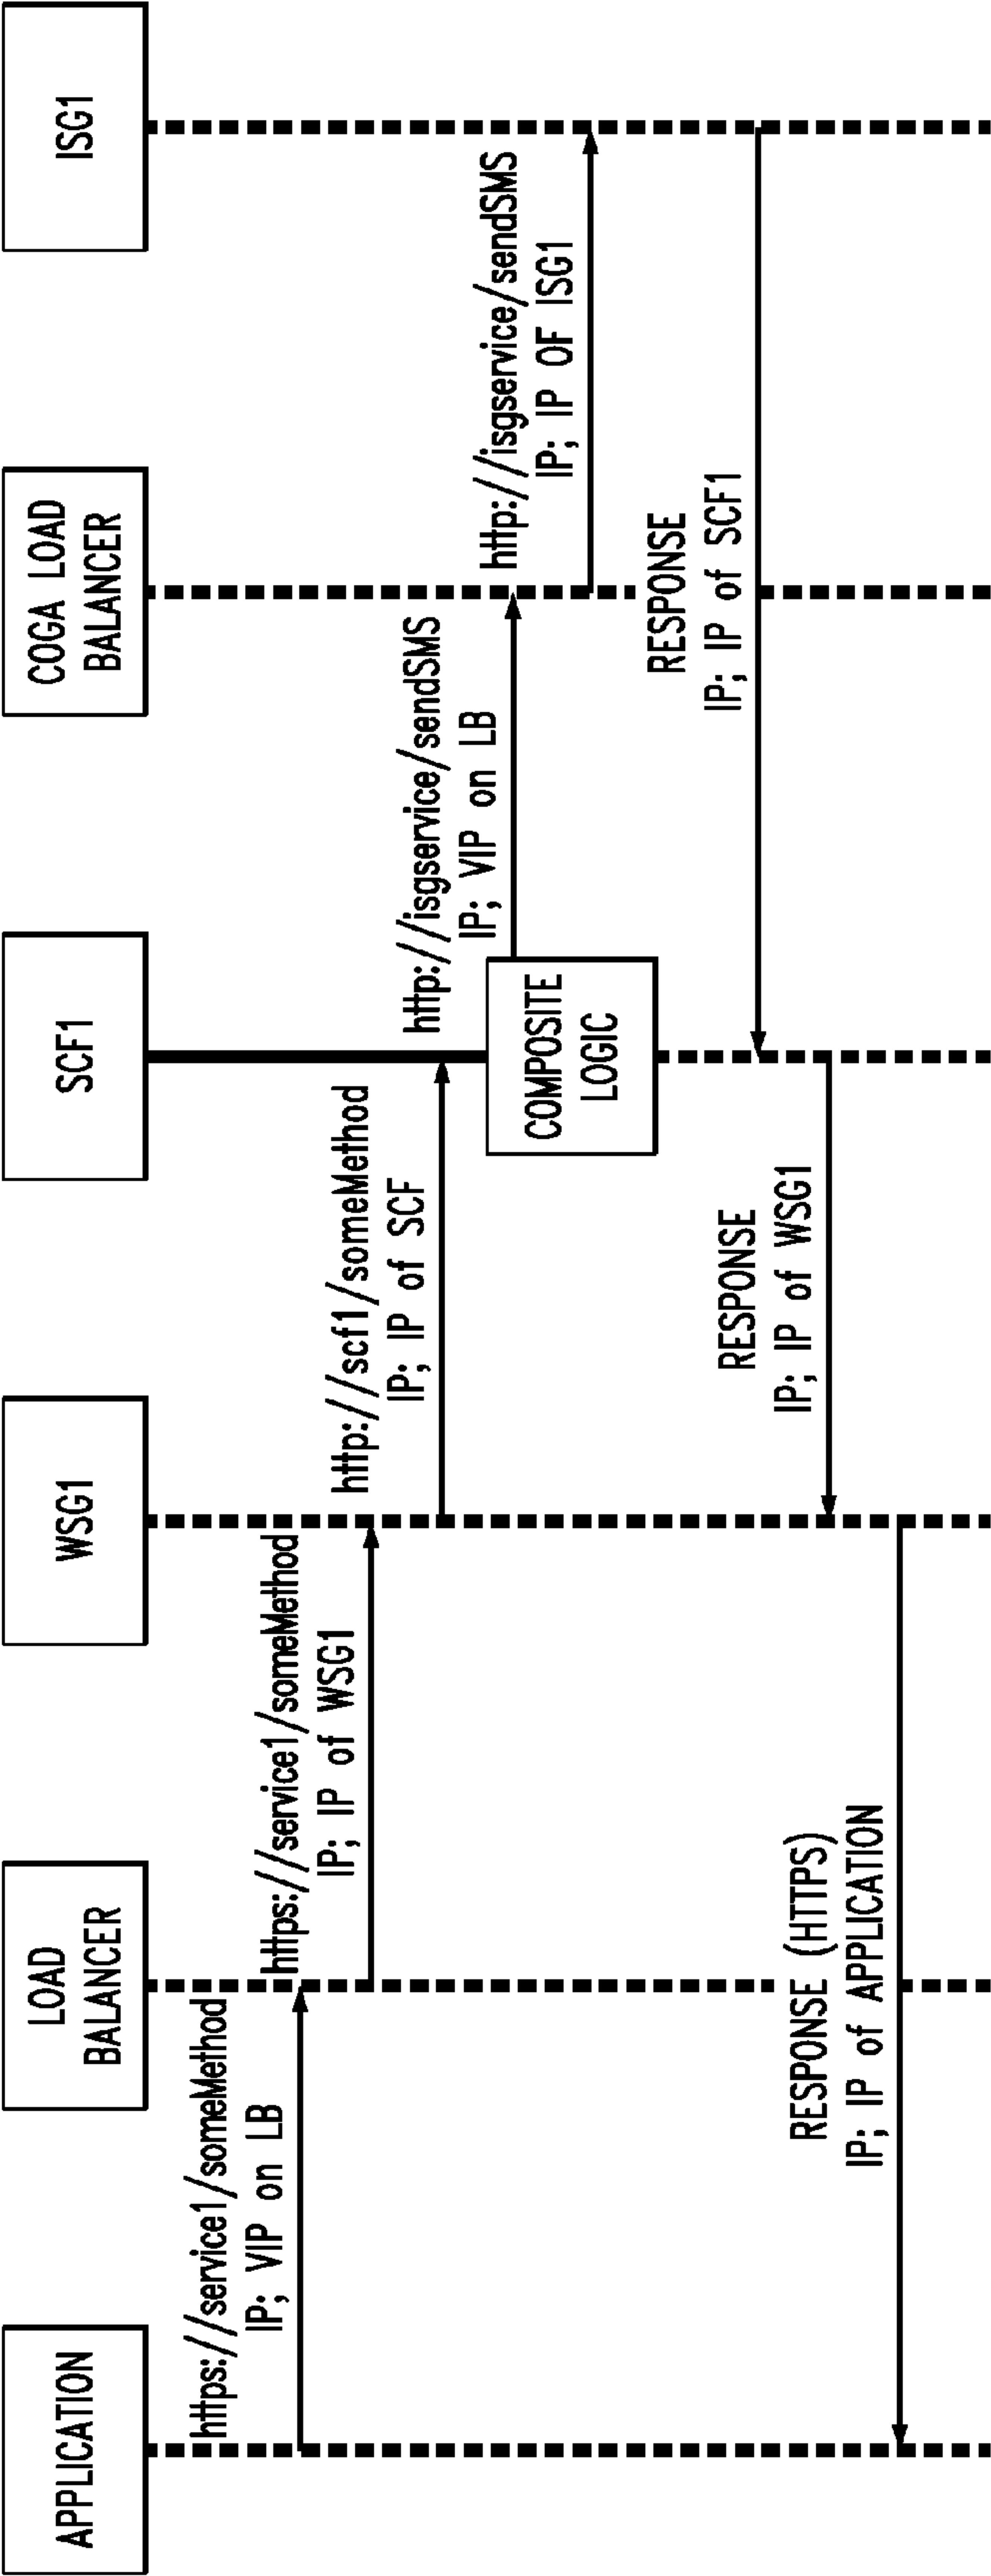 APPLICATION
LOAD
BALANCER
WSG1
SCF1
COGA LOAD
BALANCER
ISG1
https://service1/someMethod
IP; VIP on LB
https://service1/someMethod
IP; IP of WSG1
http://scf1/someMethod
IP; IP of SCF
http://isgservice/sendSMS
IP; VIP on LB
http://isgservice/sendSMS
IP; IP OF ISG1
COMPOSITE
LOGIC
RESPONSE
IP; IP of SCF1
RESPONSE
IP; IP of WSG1
RESPONSE (HTTPS)
IP; IP of APPLICATION